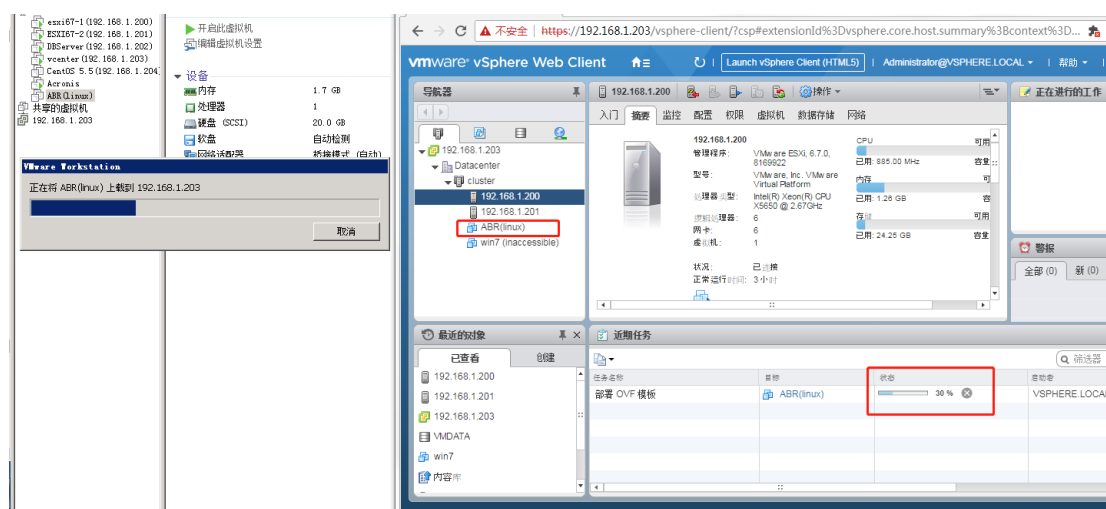 esxi67-1(192.168.1.200)
ESXI67-2(192.168.1.201)
DBServer(192.168.1.202)
vcenter(192.168.1.203)
CentOS 5.5(192.168.1.204
Acronis
ABR(linux)
共享的虚拟机
192.168.1.203
开启此虚拟机
编辑虚拟机设置
设备
内存 1.7 GB
处理器 1
硬盘 (SCSI) 20.0 GB
软盘 自动检测
网络适配器 桥接模式 (自动)
VMware Workstation
正在将 ABR(linux) 上载到 192.168.1.203
取消
不安全 https://192.168.1.203/vsphere-client/?csp#extensionId%3Dvsphere.core.host.summary%3Bcontext%3D...
vmware® vSphere Web Client
Launch vSphere Client (HTML5)
Administrator@VSPHERE.LOCAL
帮助
导航器
192.168.1.203
Datacenter
cluster
192.168.1.200
192.168.1.201
ABR(linux)
win7 (inaccessible)
192.168.1.200
操作
入门 摘要 监控 配置 权限 虚拟机 数据存储 网络
192.168.1.200
管理程序: VMware ESXi, 6.7.0, 8169922
型号: VMware, Inc. VMware Virtual Platform
处理器类型: Intel(R) Xeon(R) CPU X5650 @ 2.67GHz
逻辑处理器: 6
网卡: 6
虚拟机: 1
状况: 已连接
正常运行时间: 3 小时
CPU 可用
已用: 885.00 MHz 容量:
内存 可
已用: 1.26 GB 容
存储 可用
已用: 24.25 GB 容量
正在进行的工作
警报
全部 (0) 新 (0)
最近的对象
已查看 创建
192.168.1.200
192.168.1.201
192.168.1.203
VMDATA
win7
内容库
近期任务
筛选器
任务名称 目标 状态 启动者
部署 OVF 模板 ABR(linux) 30 % VSPHERE.LOCAL